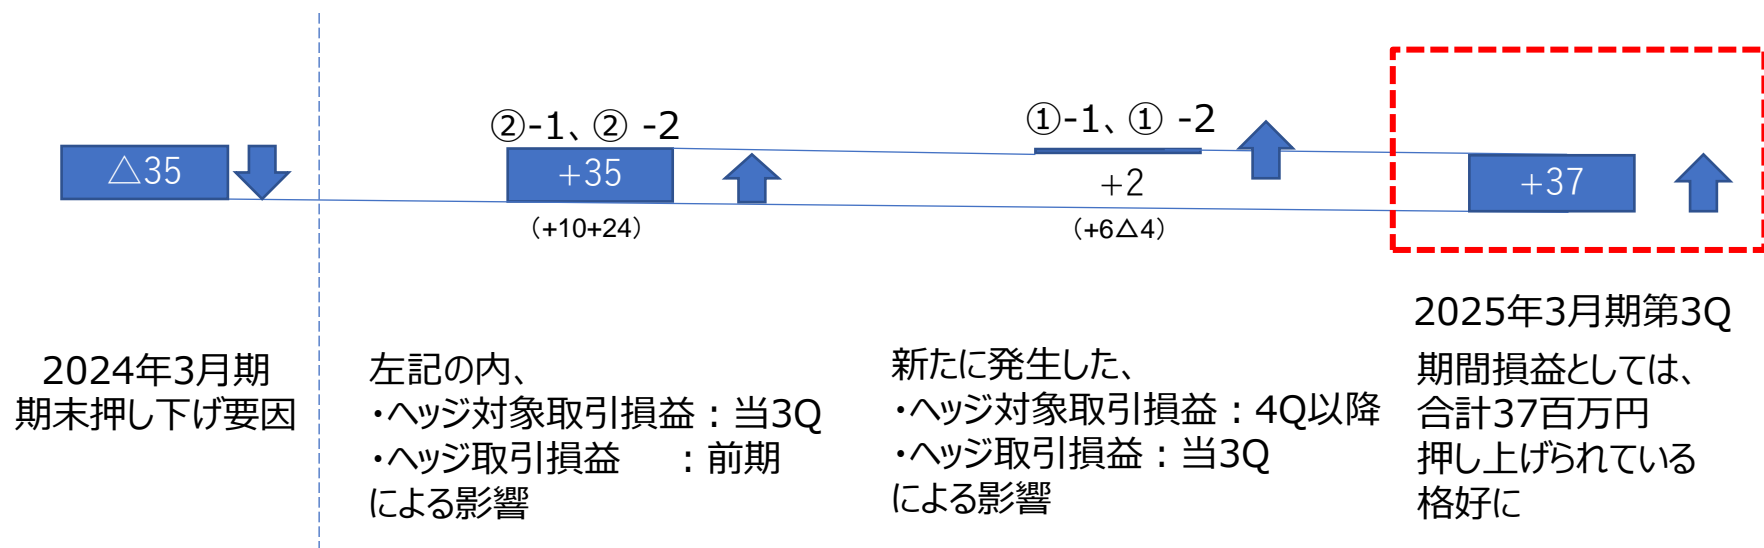 △35
2024年3月期
期末押し下げ要因
②-1、② -2
+35
(+10+24)
左記の内、
・ヘッジ対象取引損益：当3Q
・ヘッジ取引損益　：前期
による影響
①-1、① -2
+2
(+6△4)
新たに発生した、
・ヘッジ対象取引損益：4Q以降
・ヘッジ取引損益：当3Q
による影響
+37
2025年3月期第3Q
期間損益としては、
合計37百万円
押し上げられている
格好に